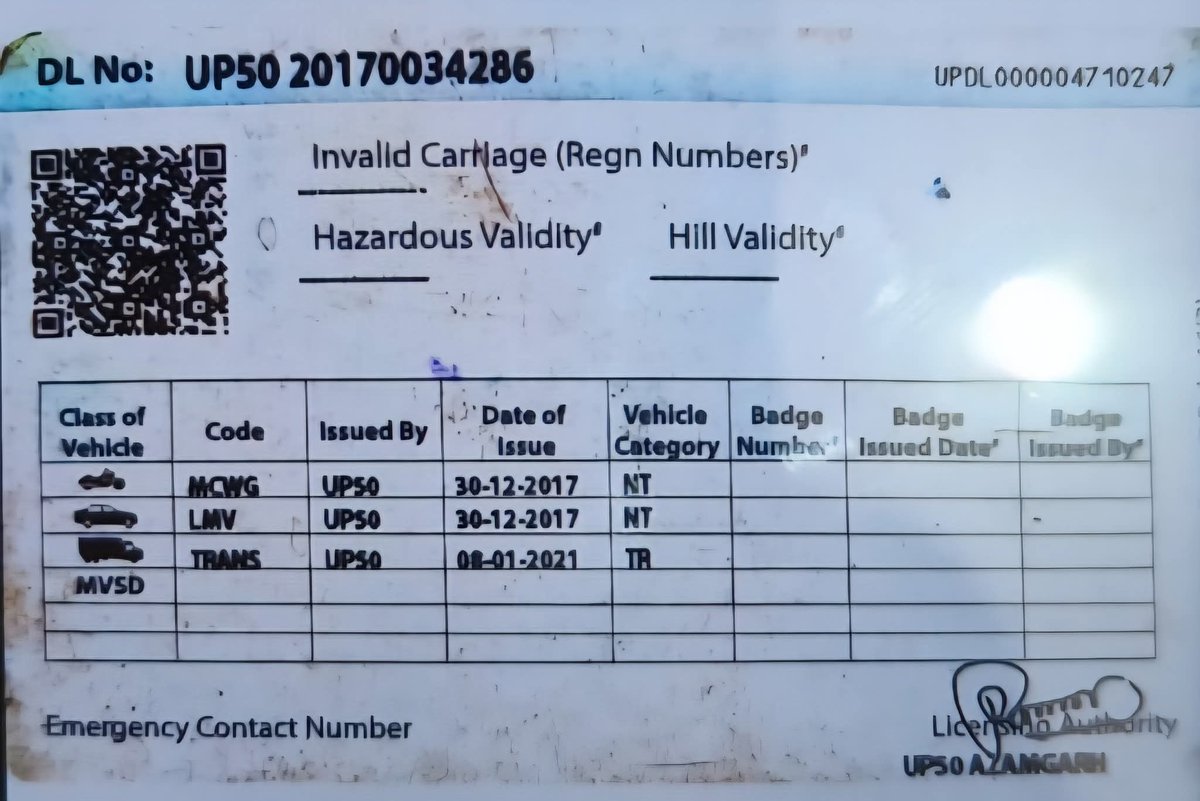 DL No: UP50 20170034286 UPDL000004710247
Invalid Carriage (Regn Numbers)*
Hazardous Validity* Hill Validity*
Class of Vehicle Code Issued By Date of Issue Vehicle Category Badge Number* Badge Issued Date* Badge Issued By*
MCWG UP50 30-12-2017 NT
LMV UP50 30-12-2017 NT
TRANS UP50 08-01-2021 TR
MVSD
Emergency Contact Number
Licensing Authority
UP50 AZAMGARH